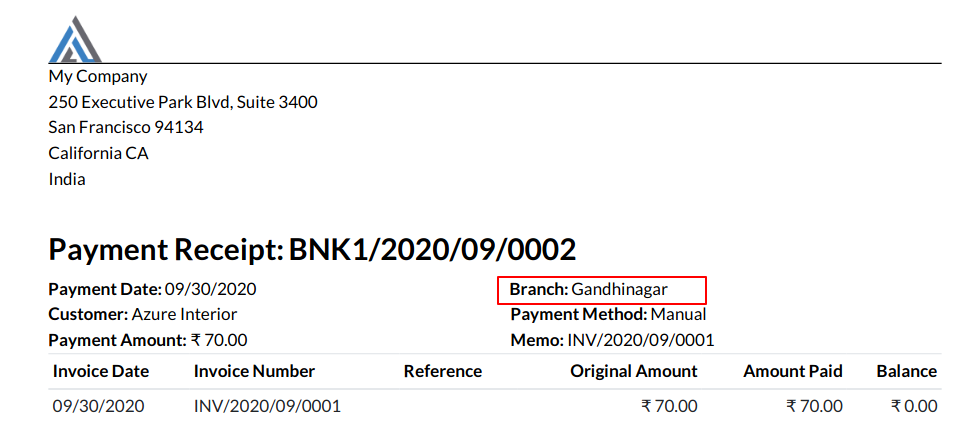 My Company
250 Executive Park Blvd, Suite 3400
San Francisco 94134
California CA
India
Payment Receipt: BNK1/2020/09/0002
Payment Date: 09/30/2020 Branch: Gandhinagar
Customer: Azure Interior Payment Method: Manual
Payment Amount: ₹ 70.00 Memo: INV/2020/09/0001
Invoice Date Invoice Number Reference Original Amount Amount Paid Balance
09/30/2020 INV/2020/09/0001 ₹ 70.00 ₹ 70.00 ₹ 0.00